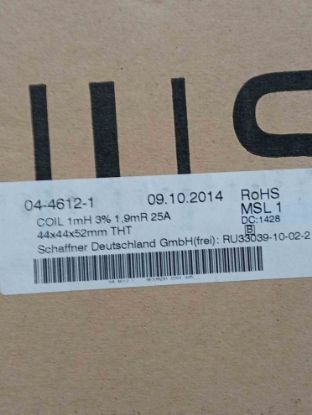 04-4612-1 09.10.2014 RoHS
MSL 1
COIL 1mH 3% 1,9mR 25A DC:1428
44x44x52mm THT B
Schaffner Deutschland GmbH(frei): RU33039-10-02-2